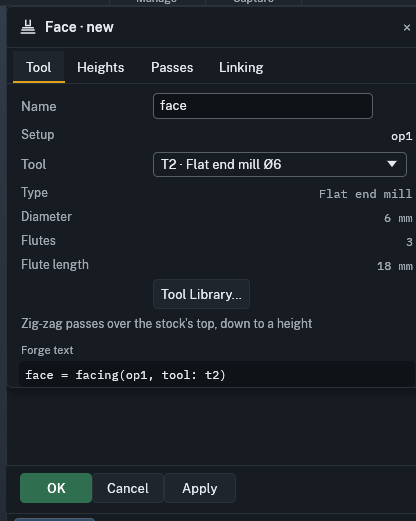 Manage Capture
Face · new ×
Tool Heights Passes Linking
Name face
Setup op1
Tool T2 · Flat end mill Ø6
Type Flat end mill
Diameter 6 mm
Flutes 3
Flute length 18 mm
Tool Library...
Zig-zag passes over the stock's top, down to a height
Forge text
face = facing(op1, tool: t2)
OK Cancel Apply